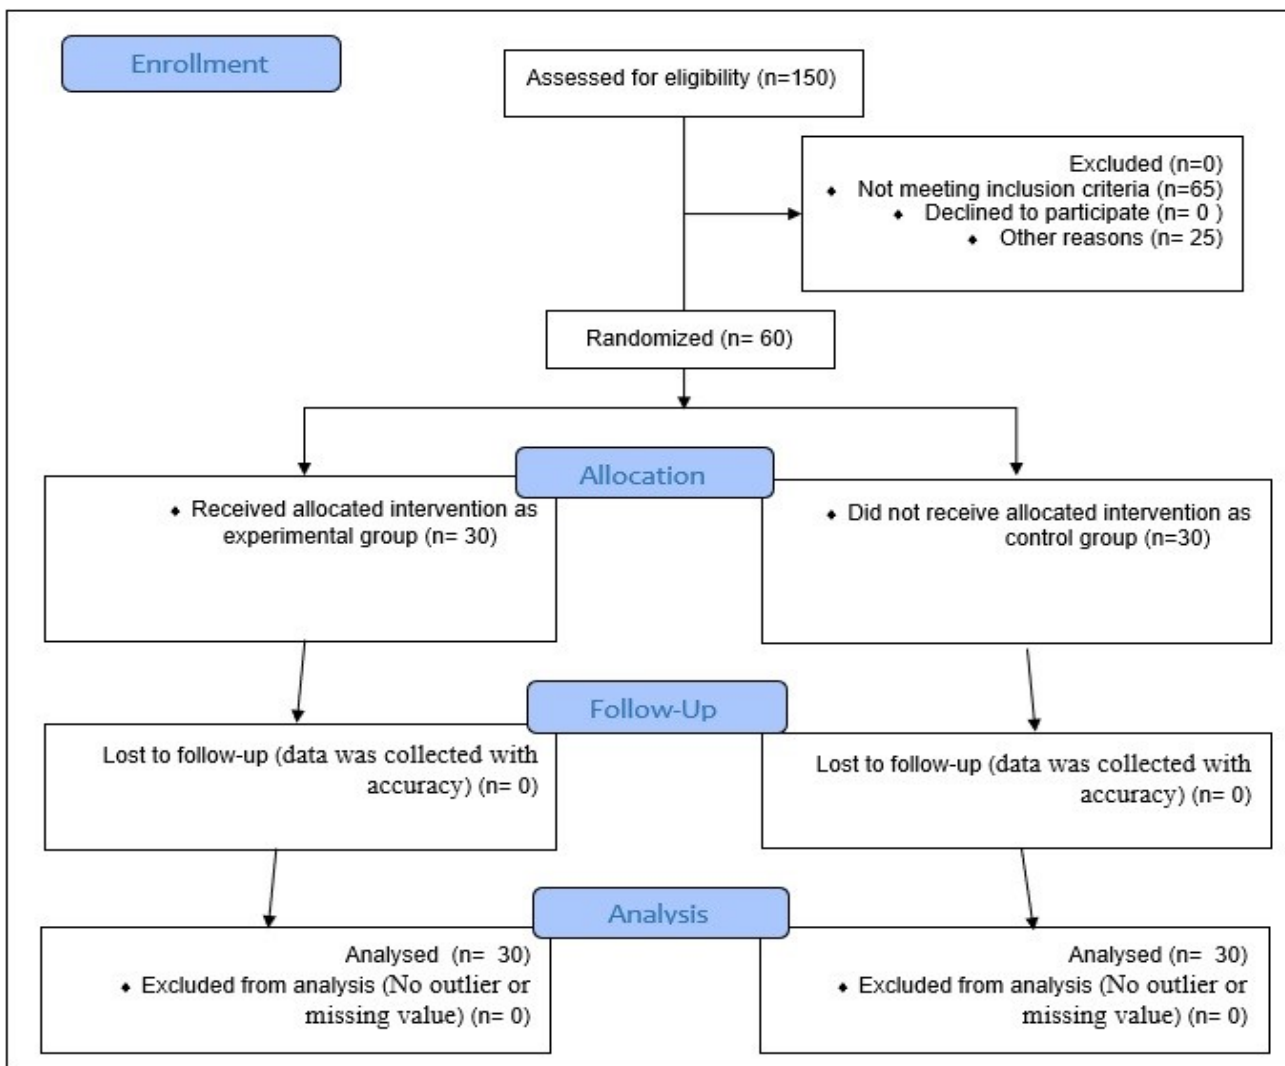 Enrollment
Assessed for eligibility (n=150)
Excluded (n=0)
♦ Not meeting inclusion criteria (n=65)
♦ Declined to participate (n= 0 )
♦ Other reasons (n= 25)
Randomized (n= 60)
Allocation
♦ Received allocated intervention as
experimental group (n= 30)
♦ Did not receive allocated intervention as
control group (n=30)
Follow-Up
Lost to follow-up (data was collected with
accuracy) (n= 0)
Lost to follow-up (data was collected with
accuracy) (n= 0)
Analysis
Analysed (n= 30)
♦ Excluded from analysis (No outlier or
missing value) (n= 0)
Analysed (n= 30)
♦ Excluded from analysis (No outlier or
missing value) (n= 0)